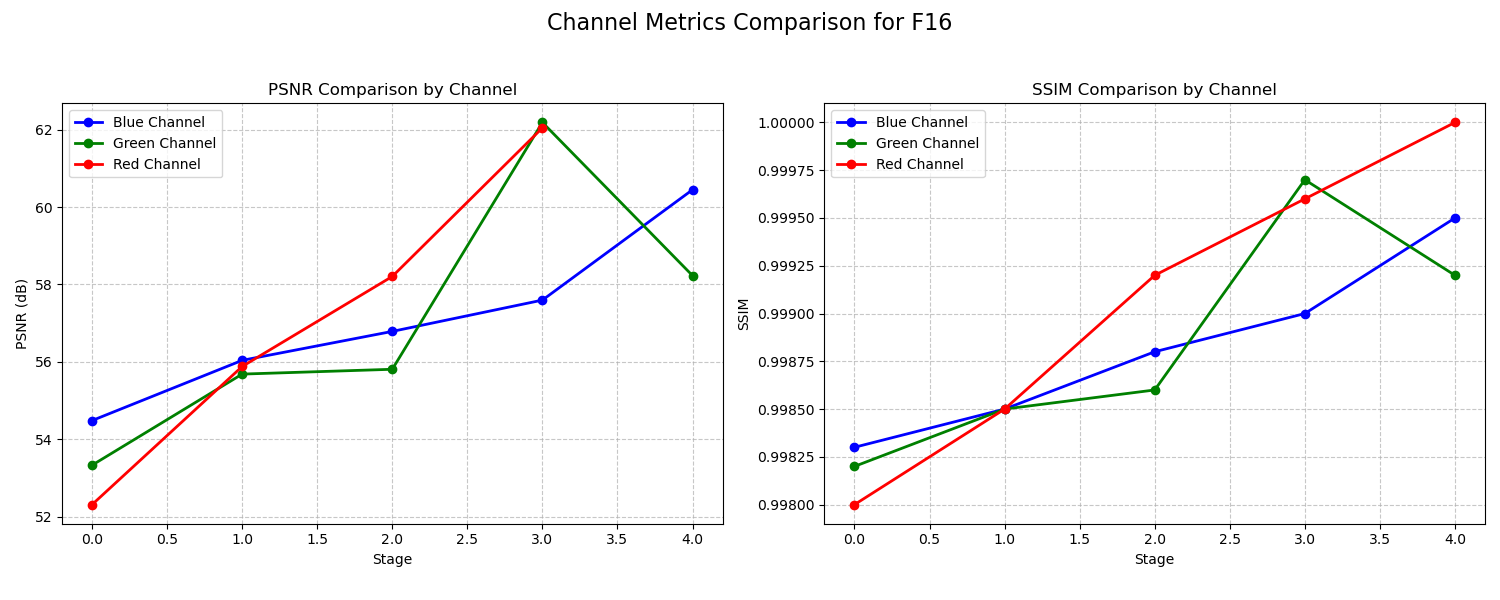 Channel Metrics Comparison for F16
PSNR Comparison by Channel
Blue Channel
Green Channel
Red Channel
PSNR (dB)
62
60
58
56
54
52
0.0 0.5 1.0 1.5 2.0 2.5 3.0 3.5 4.0
Stage
SSIM Comparison by Channel
Blue Channel
Green Channel
Red Channel
SSIM
1.00000
0.99975
0.99950
0.99925
0.99900
0.99875
0.99850
0.99825
0.99800
0.0 0.5 1.0 1.5 2.0 2.5 3.0 3.5 4.0
Stage